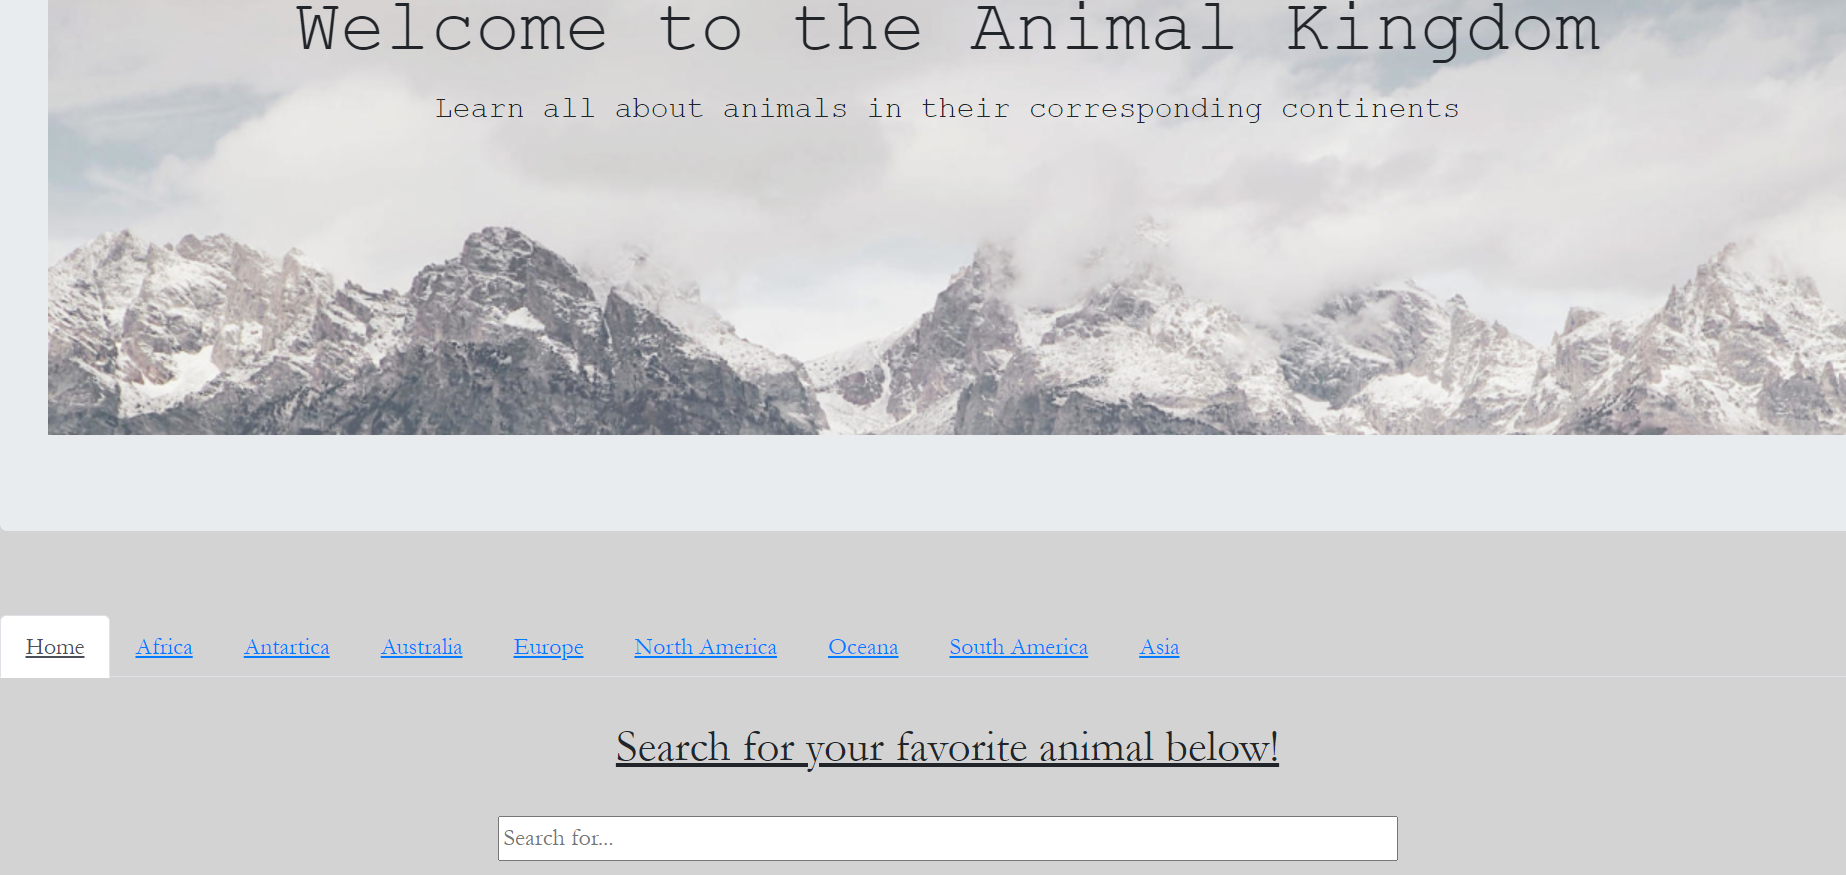 Welcome to the Animal Kingdom
Learn all about animals in their corresponding continents
Home Africa Antartica Australia Europe North America Oceana South America Asia
Search for your favorite animal below!
Search for...